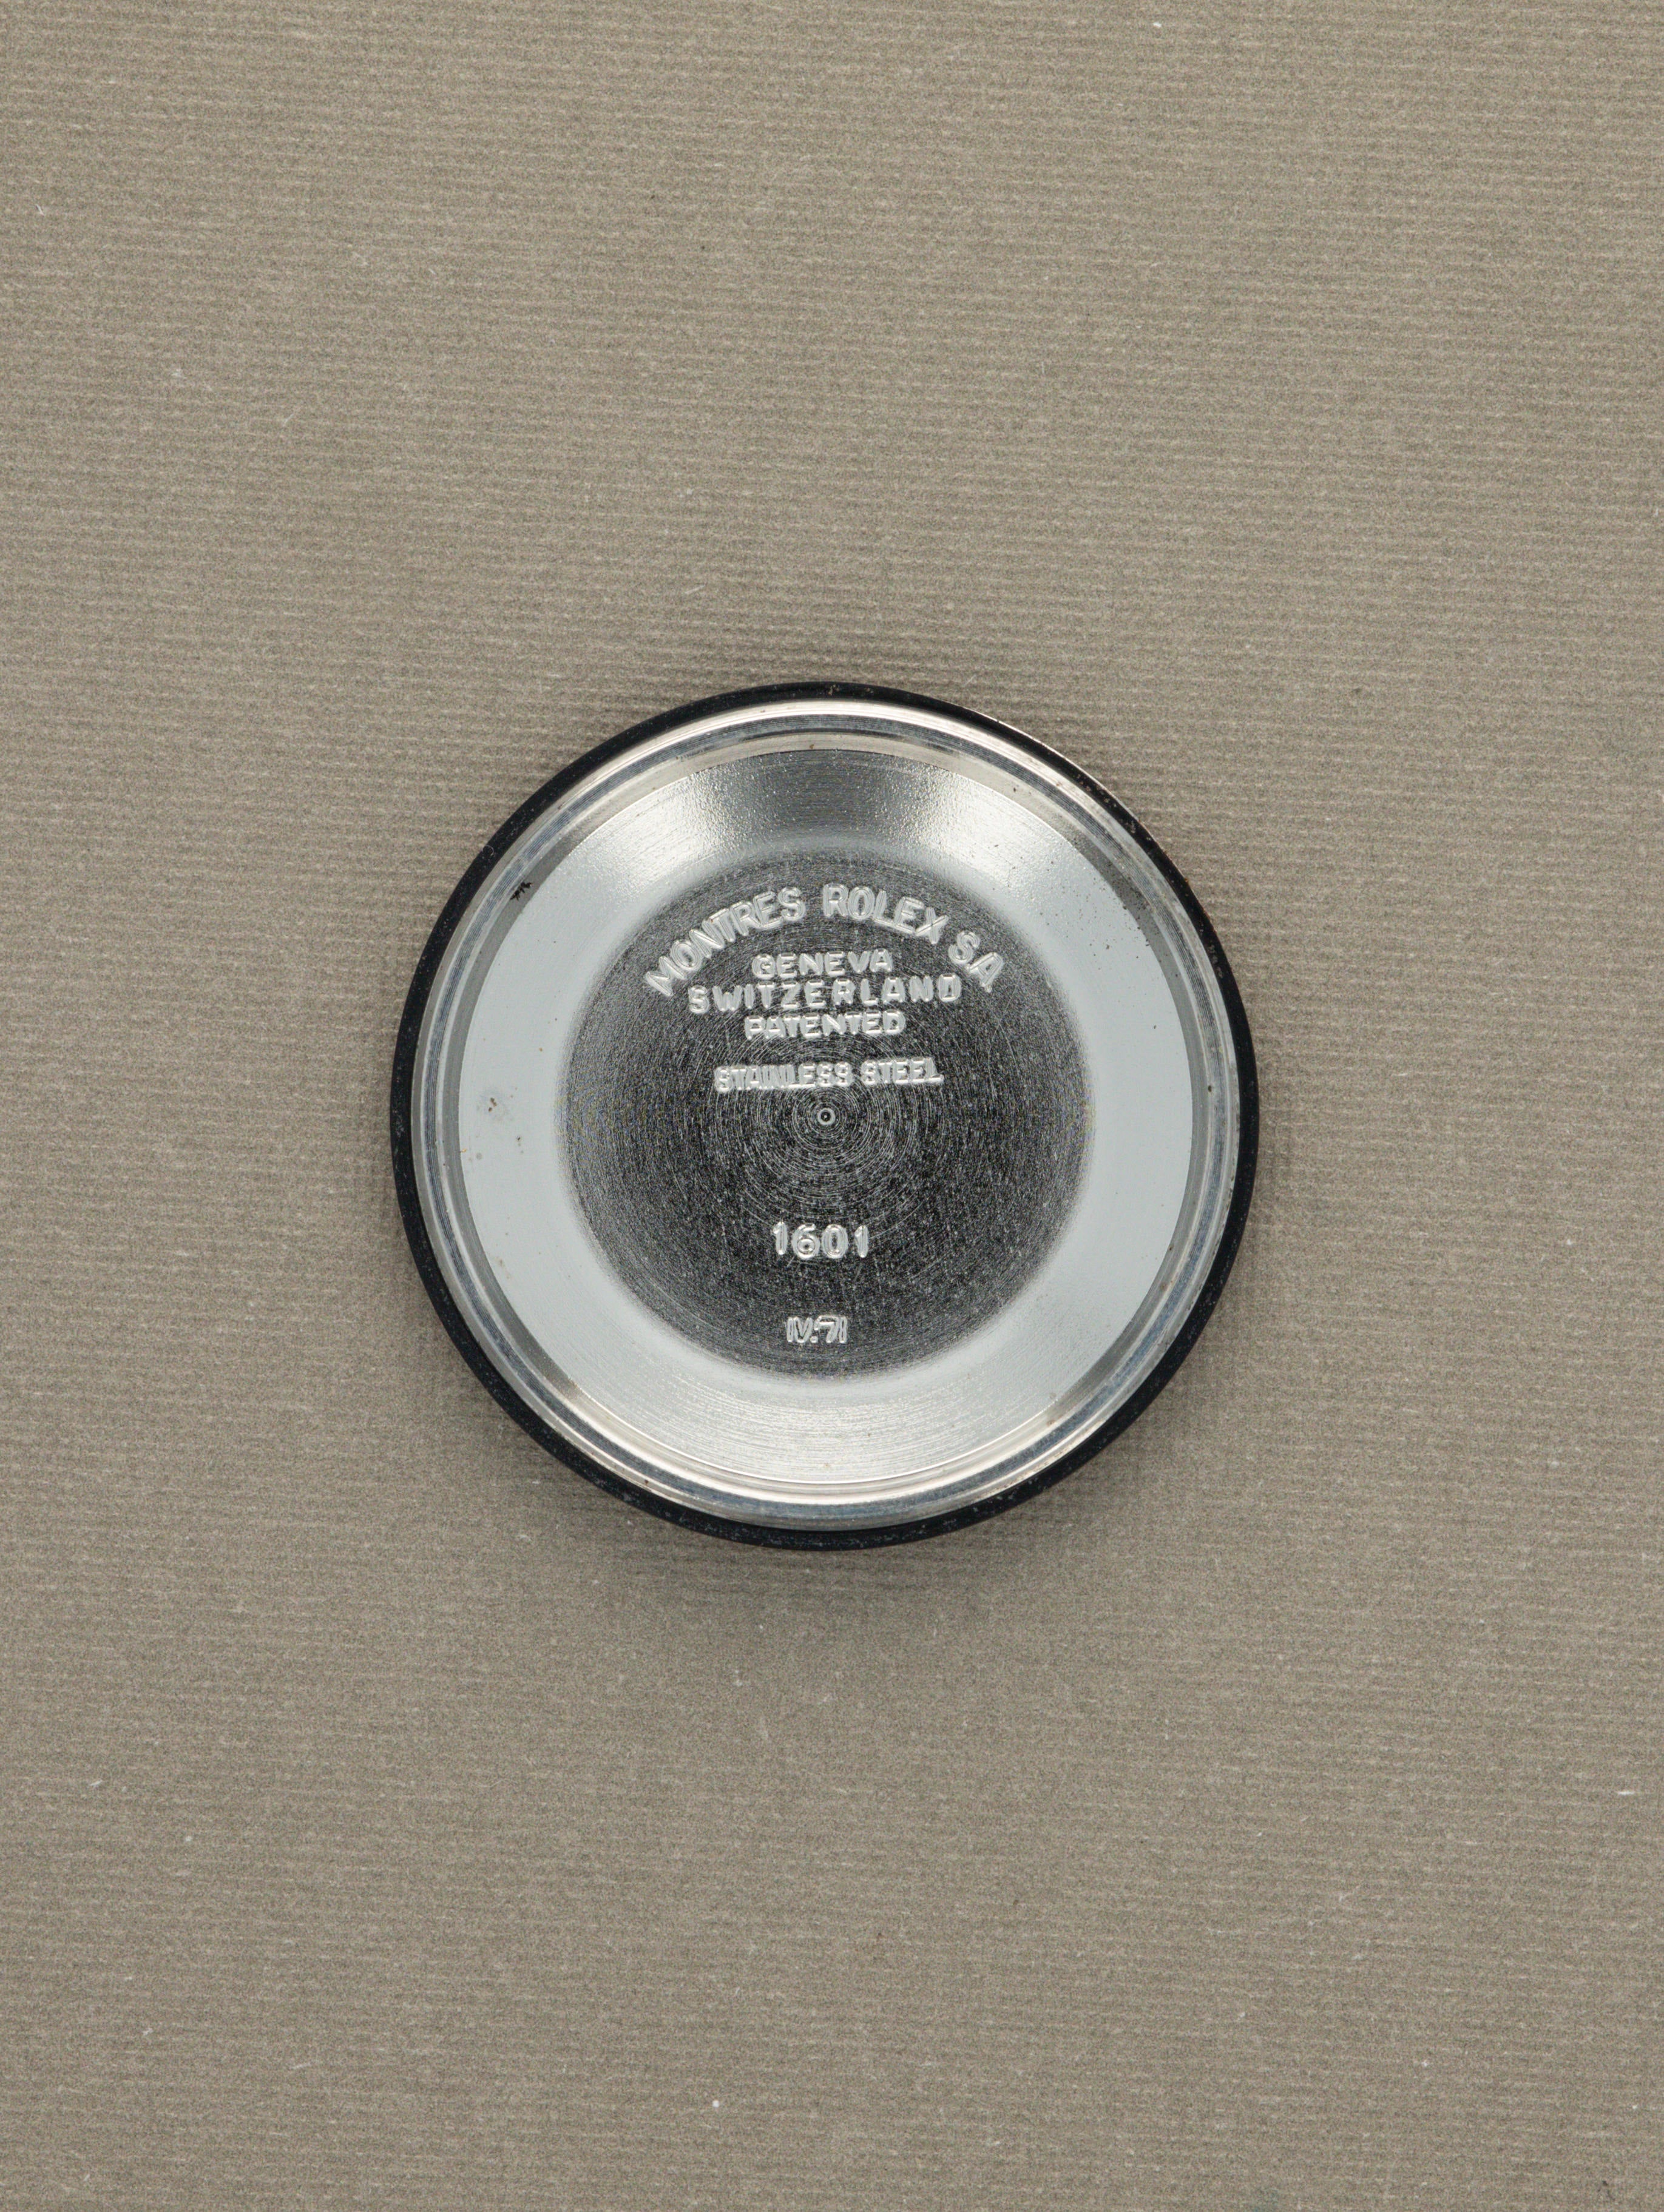 MONTRES ROLEX SA
GENEVA
SWITZERLAND
PATENTED
STAINLESS STEEL
1601
IV.71